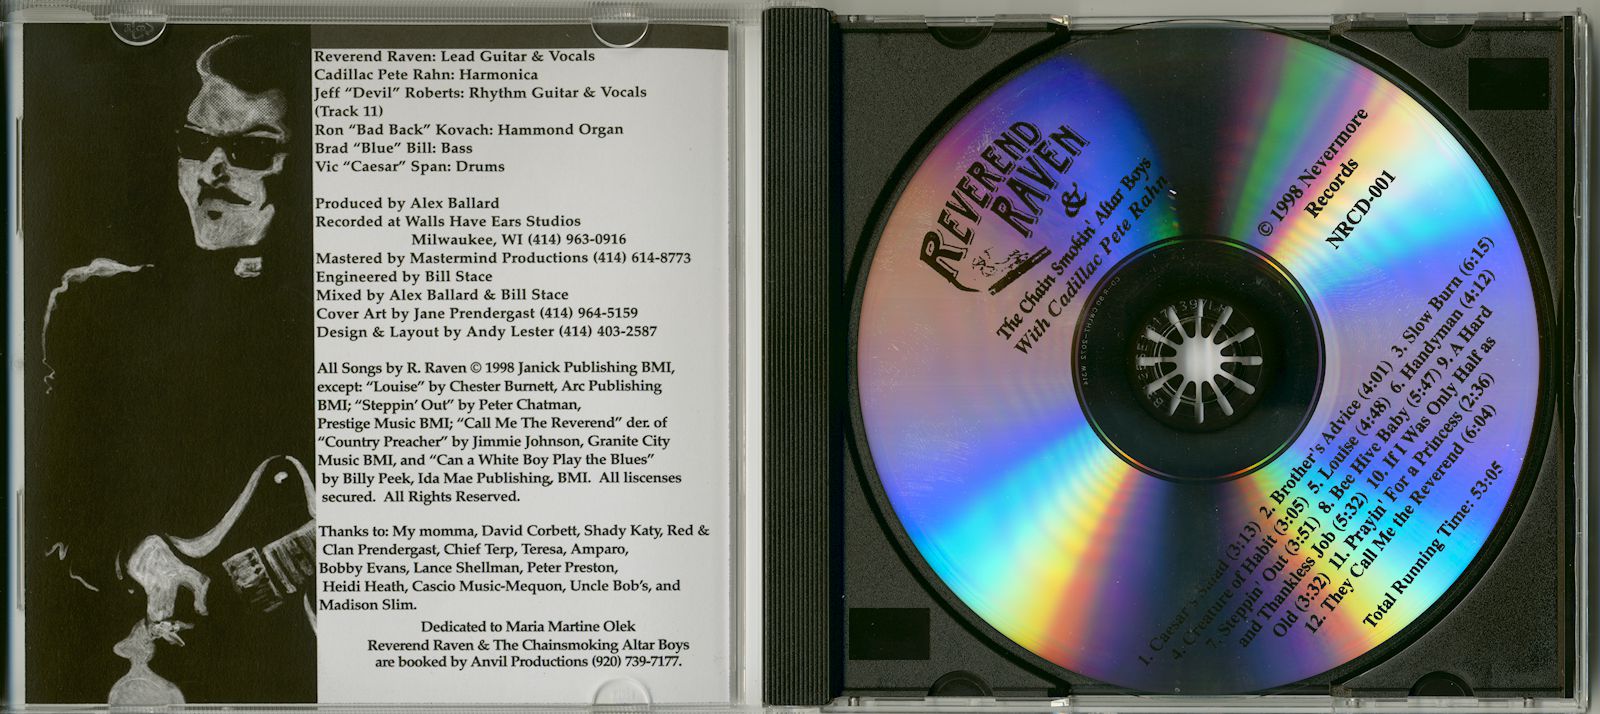 Reverend Raven: Lead Guitar & Vocals
Cadillac Pete Rahn: Harmonica
Jeff “Devil” Roberts: Rhythm Guitar & Vocals
(Track 11)
Ron “Bad Back” Kovach: Hammond Organ
Brad “Blue” Bill: Bass
Vic “Caesar” Span: Drums
Produced by Alex Ballard
Recorded at Walls Have Ears Studios
Milwaukee, WI (414) 963-0916
Mastered by Mastermind Productions (414) 614-8773
Engineered by Bill Stace
Mixed by Alex Ballard & Bill Stace
Cover Art by Jane Prendergast (414) 964-5159
Design & Layout by Andy Lester (414) 403-2587
All Songs by R. Raven © 1998 Janick Publishing BMI,
except: “Louise” by Chester Burnett, Arc Publishing
BMI; “Steppin’ Out” by Peter Chatman,
Prestige Music BMI; “Call Me The Reverend” der. of
“Country Preacher” by Jimmie Johnson, Granite City
Music BMI, and “Can a White Boy Play the Blues”
by Billy Peek, Ida Mae Publishing, BMI.  All liscenses
secured.  All Rights Reserved.
Thanks to: My momma, David Corbett, Shady Katy, Red &
Clan Prendergast, Chief Terp, Teresa, Amparo,
Bobby Evans, Lance Shellman, Peter Preston,
Heidi Heath, Cascio Music-Mequon, Uncle Bob’s, and
Madison Slim.
Dedicated to Maria Martine Olek
Reverend Raven & The Chainsmoking Altar Boys
are booked by Anvil Productions (920) 739-7177.
REVEREND
RAVEN
&
The Chain Smokin' Altar Boys
With Cadillac Pete Rahn
© 1998 Nevermore
Records
NRCD-001
1. Caesar's Salad (3:13) 2. Brother's Advice (4:01) 3. Slow Burn (6:15)
4. Creature of Habit (3:05) 5. Louise (4:48) 6. Handyman (4:12)
7. Steppin' Out (3:51) 8. Bee Hive Baby (5:47) 9. A Hard
and Thankless Job (5:32) 10. If I Was Only Half as
Old (3:32) 11. Prayin' For a Princess (2:36)
12. They Call Me the Reverend (6:04)
Total Running Time: 53:05